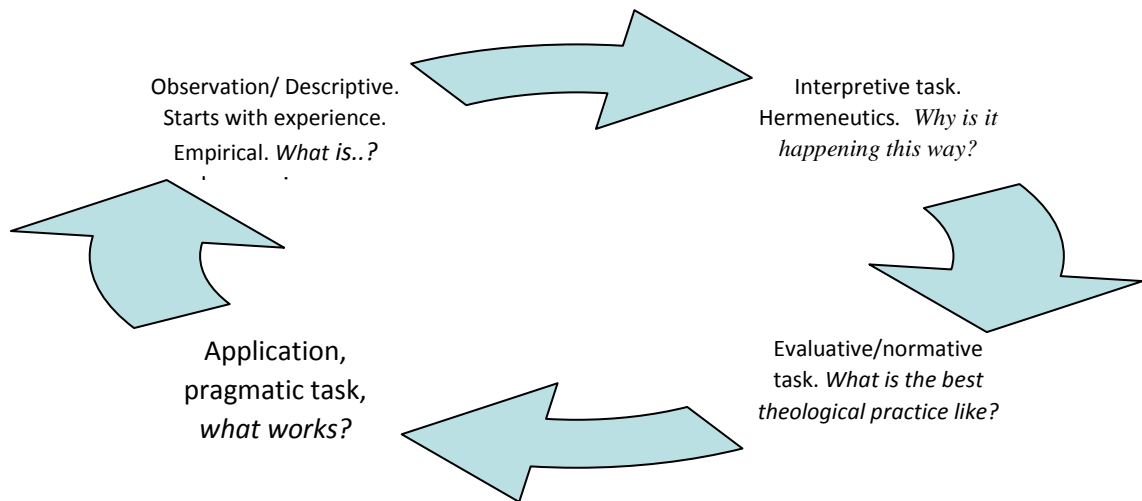 Observation/ Descriptive.
Starts with experience.
Empirical. What is..?
Interpretive task.
Hermeneutics. Why is it
happening this way?
Evaluative/normative
task. What is the best
theological practice like?
Application,
pragmatic task,
what works?